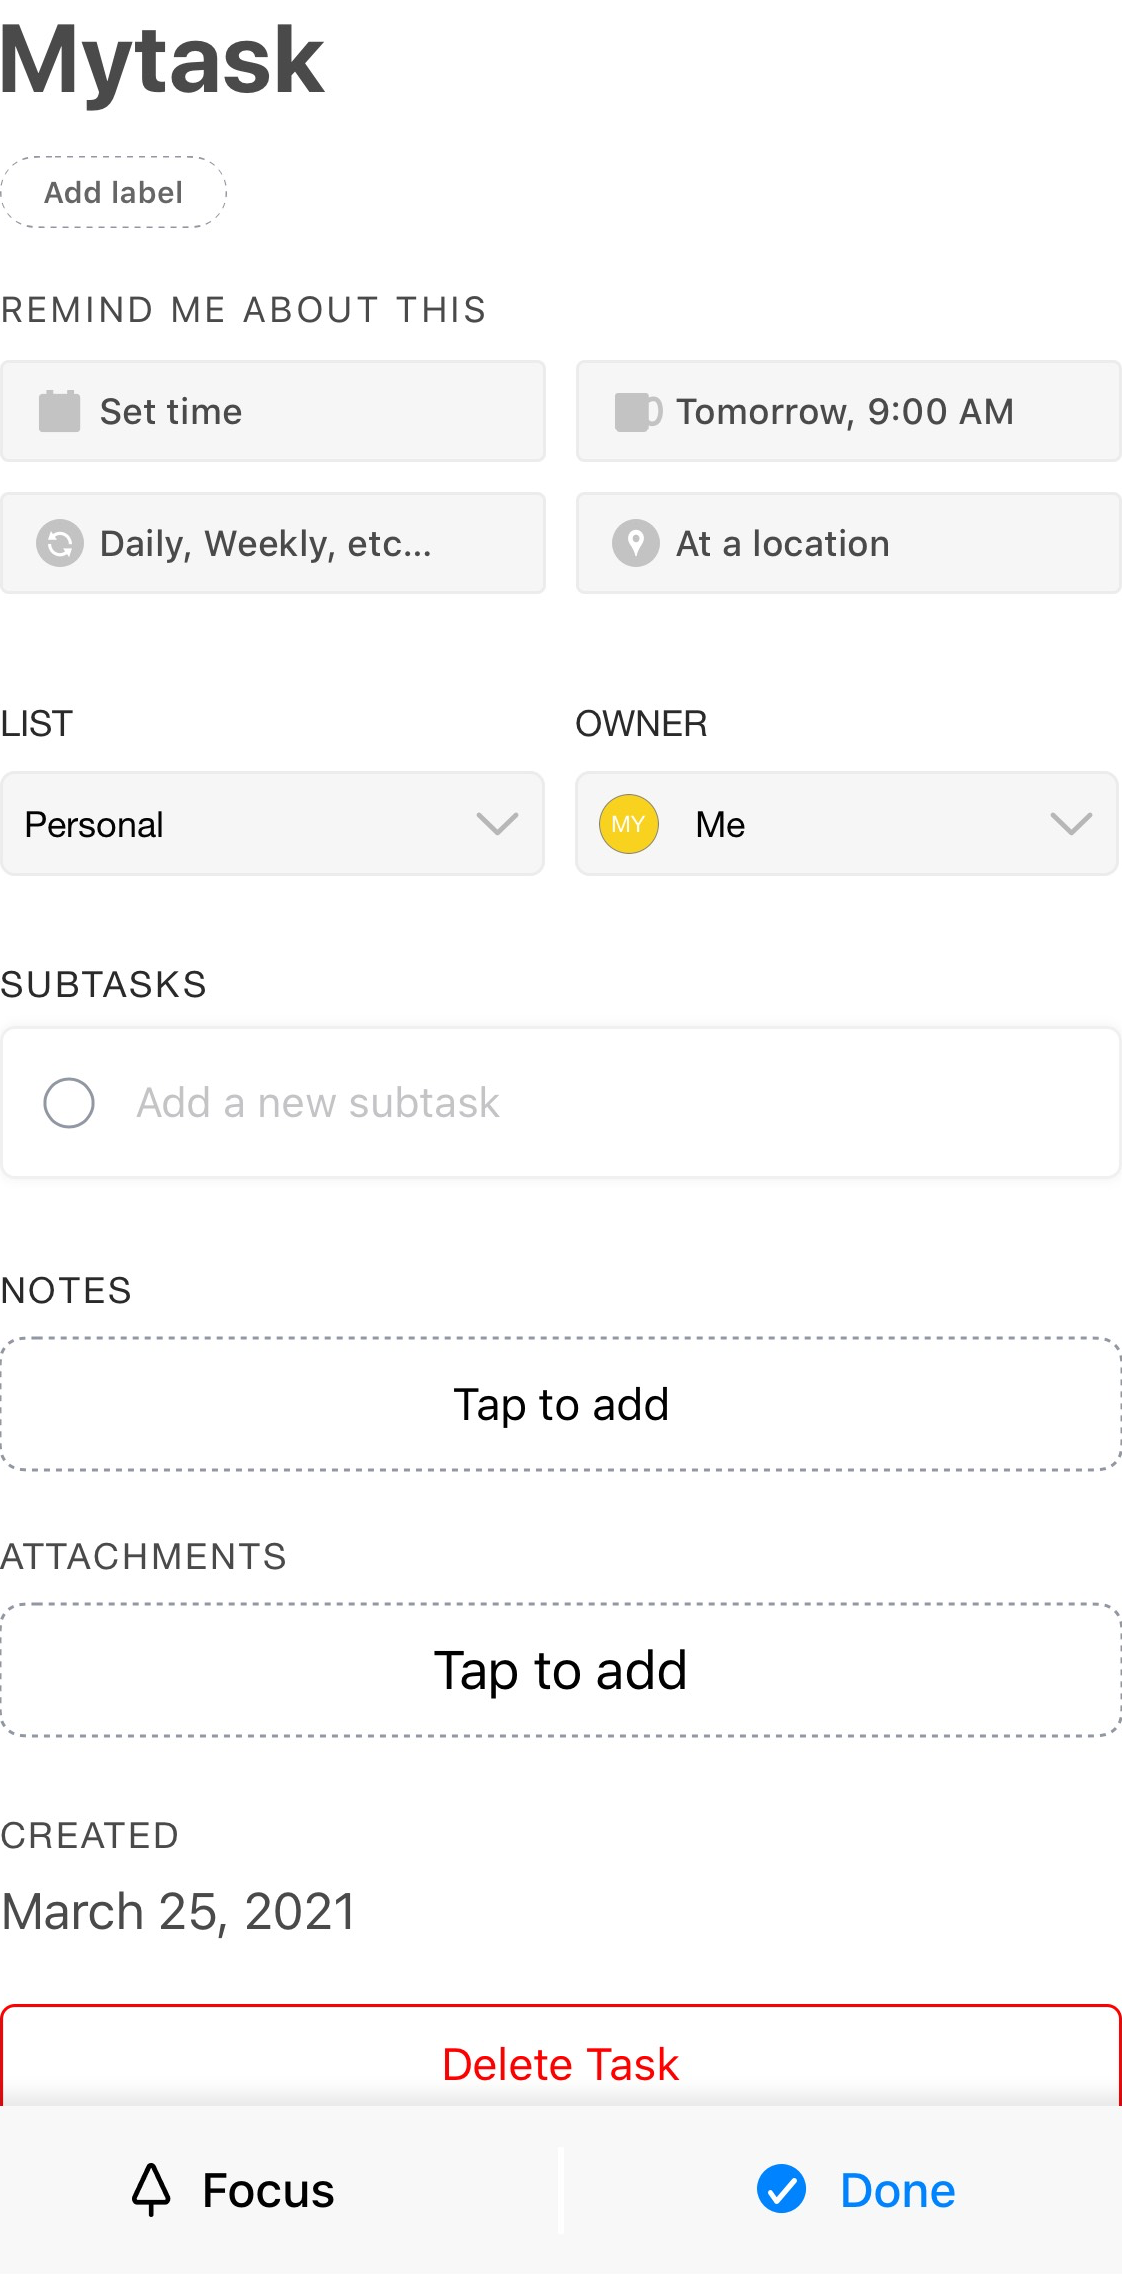 Mytask
Add label
REMIND ME ABOUT THIS
Set time
Tomorrow, 9:00 AM
Daily, Weekly, etc...
At a location
LIST
OWNER
Personal
MY
Me
SUBTASKS
Add a new subtask
NOTES
Tap to add
ATTACHMENTS
Tap to add
CREATED
March 25, 2021
Delete Task
Focus
Done